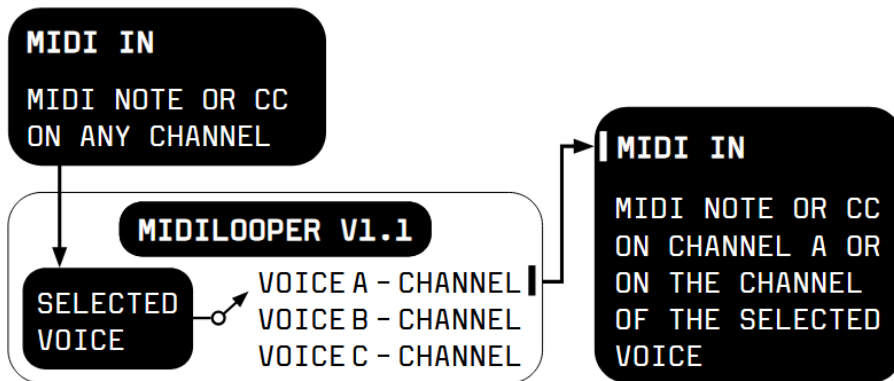 MIDI IN
MIDI NOTE OR CC
ON ANY CHANNEL
MIDILOOPER V1.1
SELECTED
VOICE
VOICE A – CHANNEL
VOICE B – CHANNEL
VOICE C – CHANNEL
MIDI IN
MIDI NOTE OR CC
ON CHANNEL A OR
ON THE CHANNEL
OF THE SELECTED
VOICE